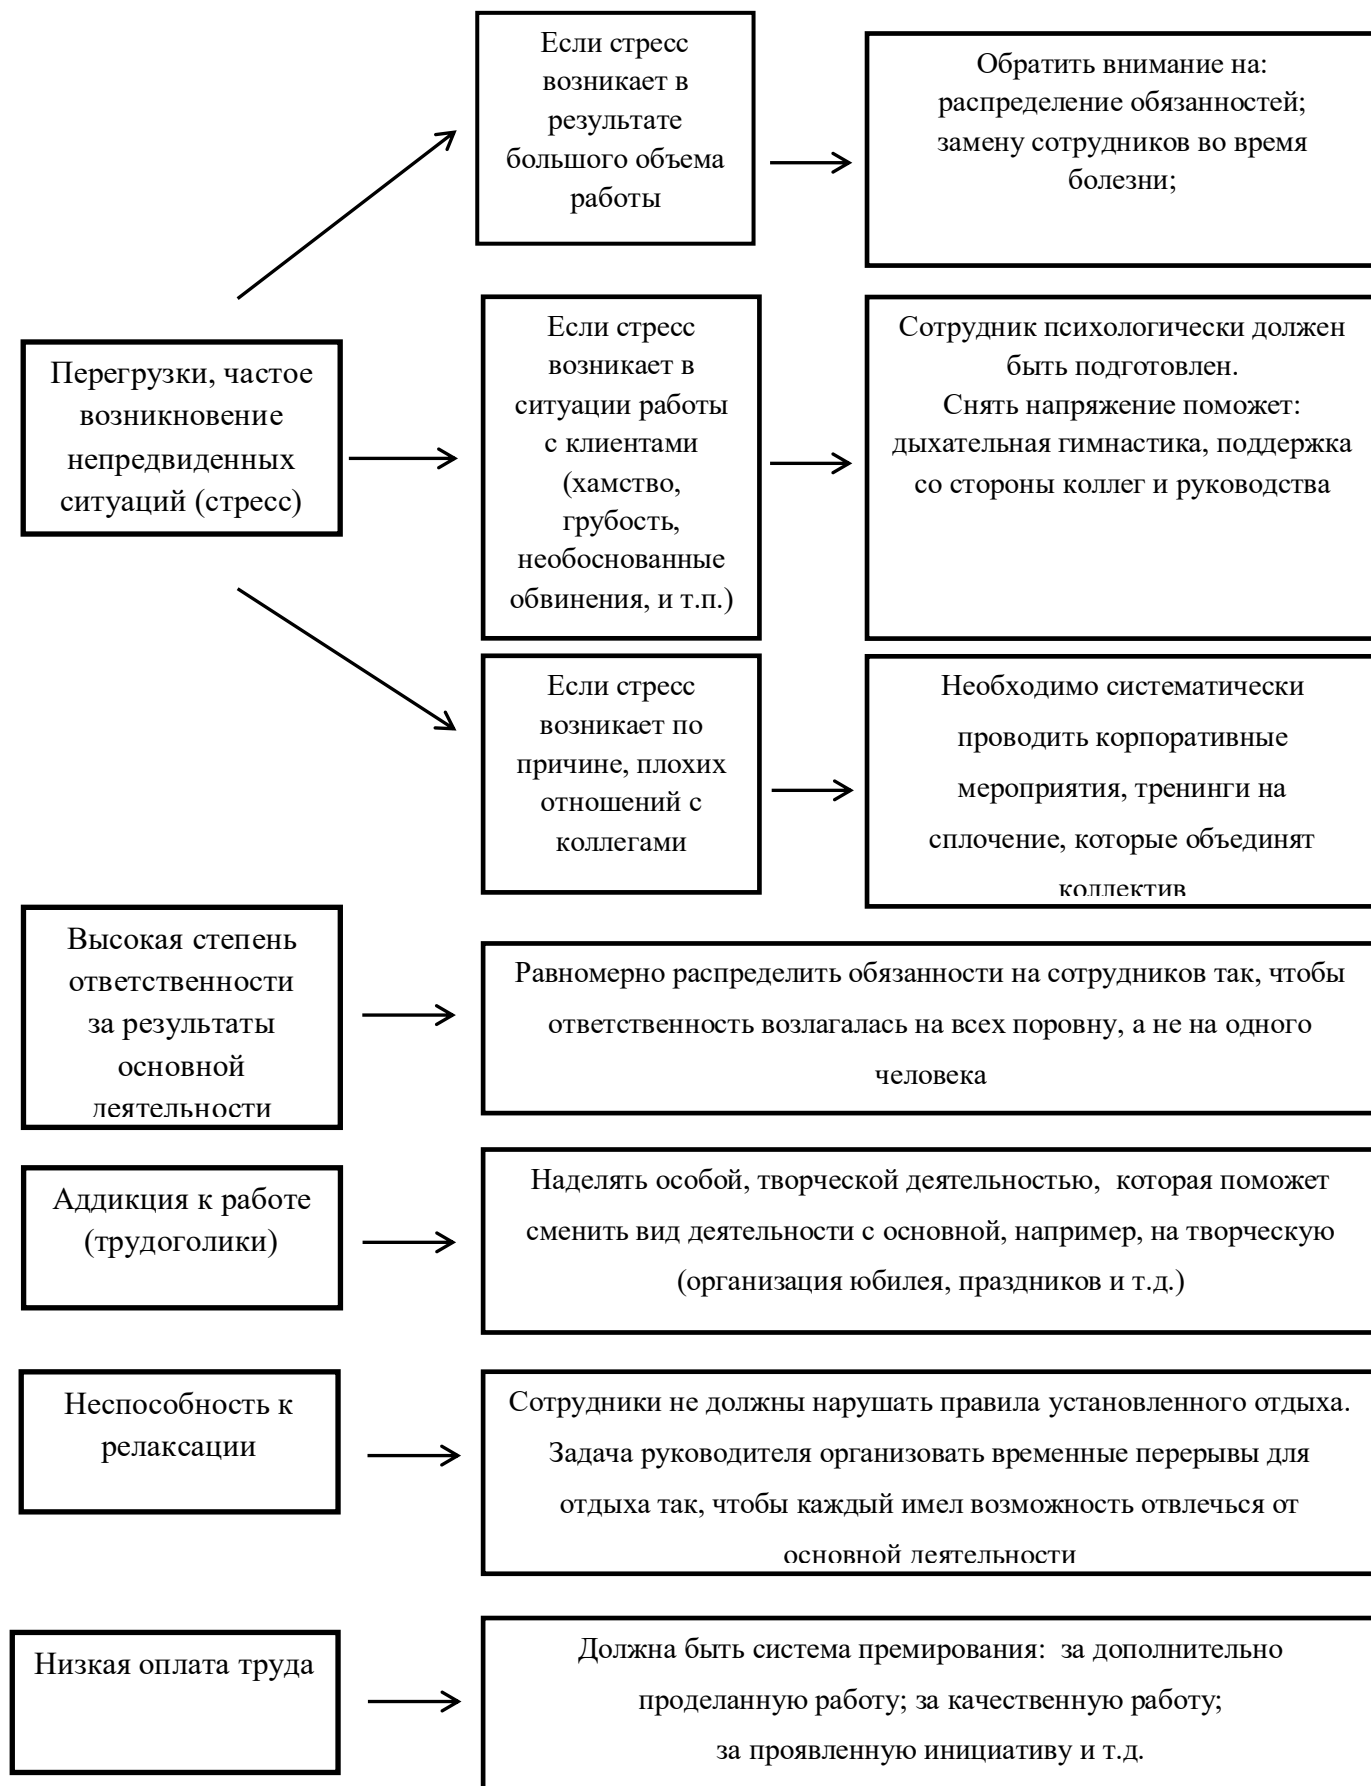 Если стресс
возникает в
результате
большого объема
работы
Обратить внимание на:
распределение обязанностей;
замену сотрудников во время
болезни;
Перегрузки, частое
возникновение
непредвиденных
ситуаций (стресс)
Если стресс
возникает в
ситуации работы
с клиентами
(хамство,
грубость,
необоснованные
обвинения, и т.п.)
Сотрудник психологически должен
быть подготовлен.
Снять напряжение поможет:
дыхательная гимнастика, поддержка
со стороны коллег и руководства
Если стресс
возникает по
причине, плохих
отношений с
коллегами
Необходимо систематически
проводить корпоративные
мероприятия, тренинги на
сплочение, которые объединят
коллектив
Высокая степень
ответственности
за результаты
основной
деятельности
Равномерно распределить обязанности на сотрудников так, чтобы
ответственность возлагалась на всех поровну, а не на одного
человека
Аддикция к работе
(трудоголики)
Наделять особой, творческой деятельностью, которая поможет
сменить вид деятельности с основной, например, на творческую
(организация юбилея, праздников и т.д.)
Неспособность к
релаксации
Сотрудники не должны нарушать правила установленного отдыха.
Задача руководителя организовать временные перерывы для
отдыха так, чтобы каждый имел возможность отвлечься от
основной деятельности
Низкая оплата труда
Должна быть система премирования: за дополнительно
проделанную работу; за качественную работу;
за проявленную инициативу и т.д.